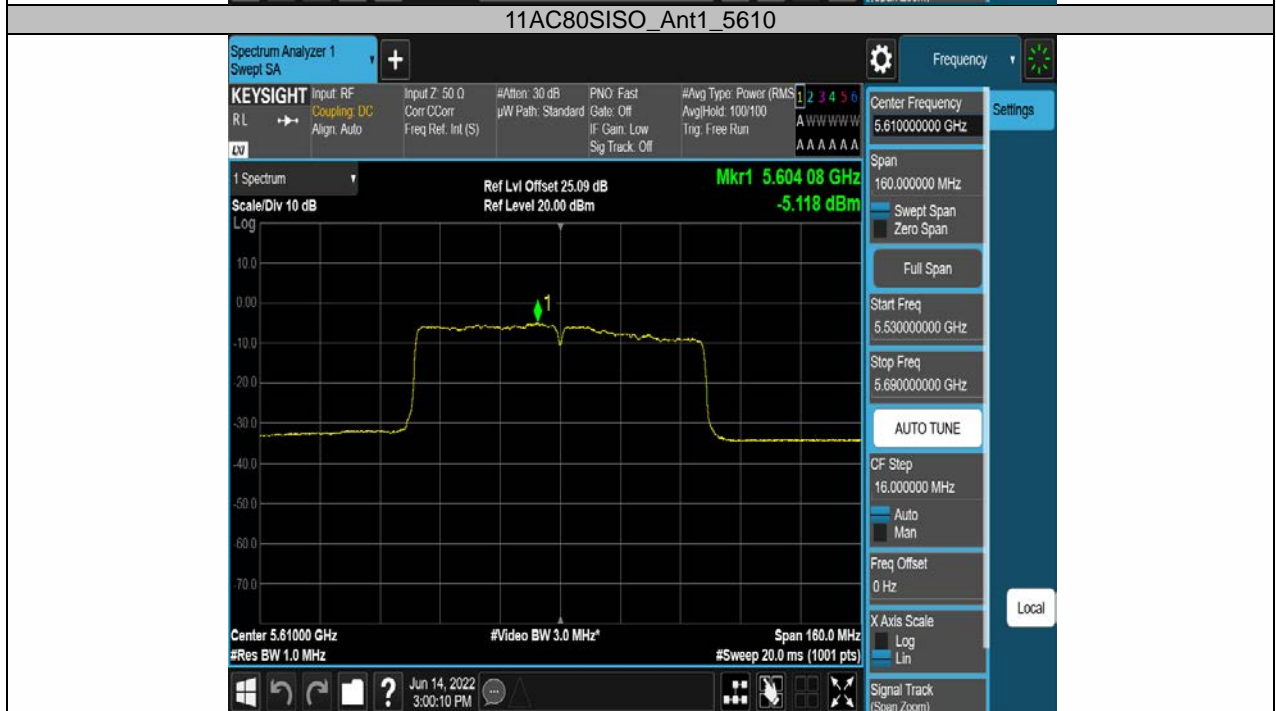 (Span Zoom)
11AC80SISO_Ant1_5610
Spectrum Analyzer 1
Swept SA
+
Frequency
KEYSIGHT
RL
LXI
Input: RF
Coupling: DC
Align: Auto
Input Z: 50 Ω
Corr CCorr
Freq Ref: Int (S)
#Atten: 30 dB
µW Path: Standard
PNO: Fast
Gate: Off
IF Gain: Low
Sig Track: Off
#Avg Type: Power (RMS
Avg|Hold: 100/100
Trig: Free Run
1 2 3 4 5 6
A W W W W W
A A A A A A
Center Frequency
5.610000000 GHz
Settings
Span
160.000000 MHz
Swept Span
Zero Span
Full Span
Start Freq
5.530000000 GHz
Stop Freq
5.690000000 GHz
AUTO TUNE
CF Step
16.000000 MHz
Auto
Man
Freq Offset
0 Hz
X Axis Scale
Log
Lin
Signal Track
(Span Zoom)
Local
1 Spectrum
Scale/Div 10 dB
Ref Lvl Offset 25.09 dB
Ref Level 20.00 dBm
Mkr1 5.604 08 GHz
-5.118 dBm
Log
10.0
0.00
-10.0
-20.0
-30.0
-40.0
-50.0
-60.0
-70.0
1
Center 5.61000 GHz
#Res BW 1.0 MHz
#Video BW 3.0 MHz*
Span 160.0 MHz
#Sweep 20.0 ms (1001 pts)
?
Jun 14, 2022
3:00:10 PM